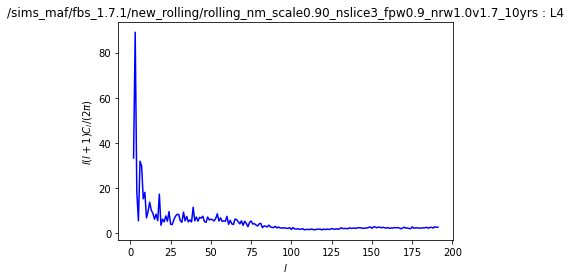 /sims_maf/fbs_1.7.1/new_rolling/rolling_nm_scale0.90_nslice3_fpw0.9_nrw1.0v1.7_10yrs : L4
80
60
40
20
0
l(l + 1)C_l/(2π)
0 25 50 75 100 125 150 175 200
l